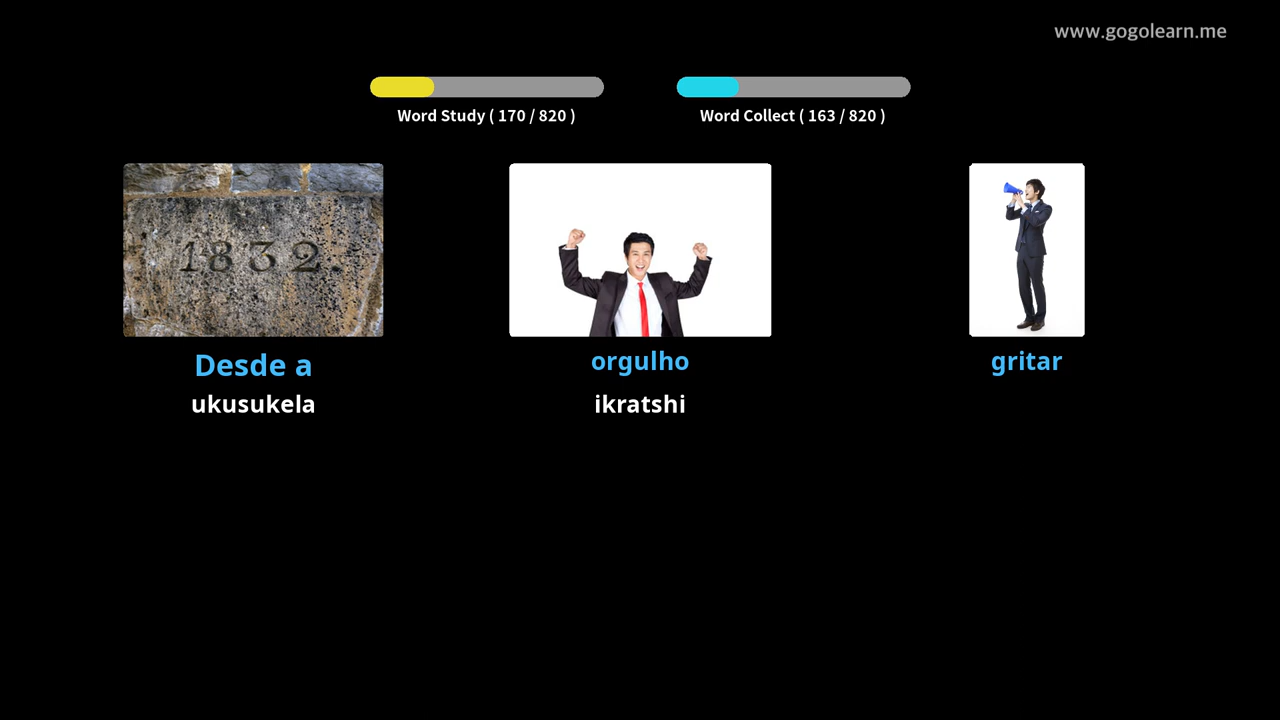 www.gogolearn.me
Word Study ( 170 / 820 )
Word Collect ( 163 / 820 )
1832.
Desde a
ukusukela
orgulho
ikratshi
gritar